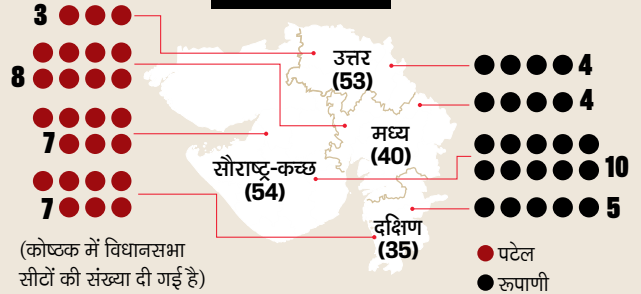 3
8
7
7
उत्तर
(53)
मध्य
(40)
सौराष्ट्र-कच्छ
(54)
दक्षिण
(35)
4
4
10
5
(कोष्ठक में विधानसभा
सीटों की संख्या दी गई है)
पटेल
रूपाणी